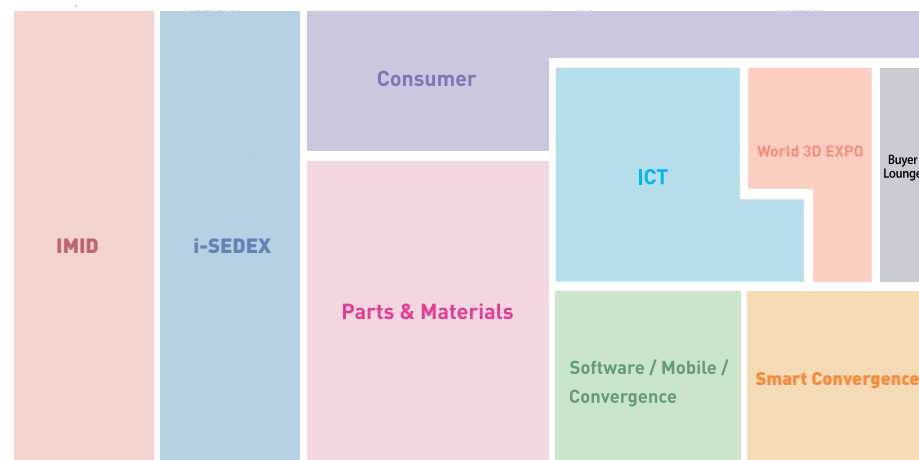 Consumer
World 3D EXPO
Buyer
Lounge
ICT
IMID
i-SEDEX
Parts & Materials
Software / Mobile /
Convergence
Smart Convergence